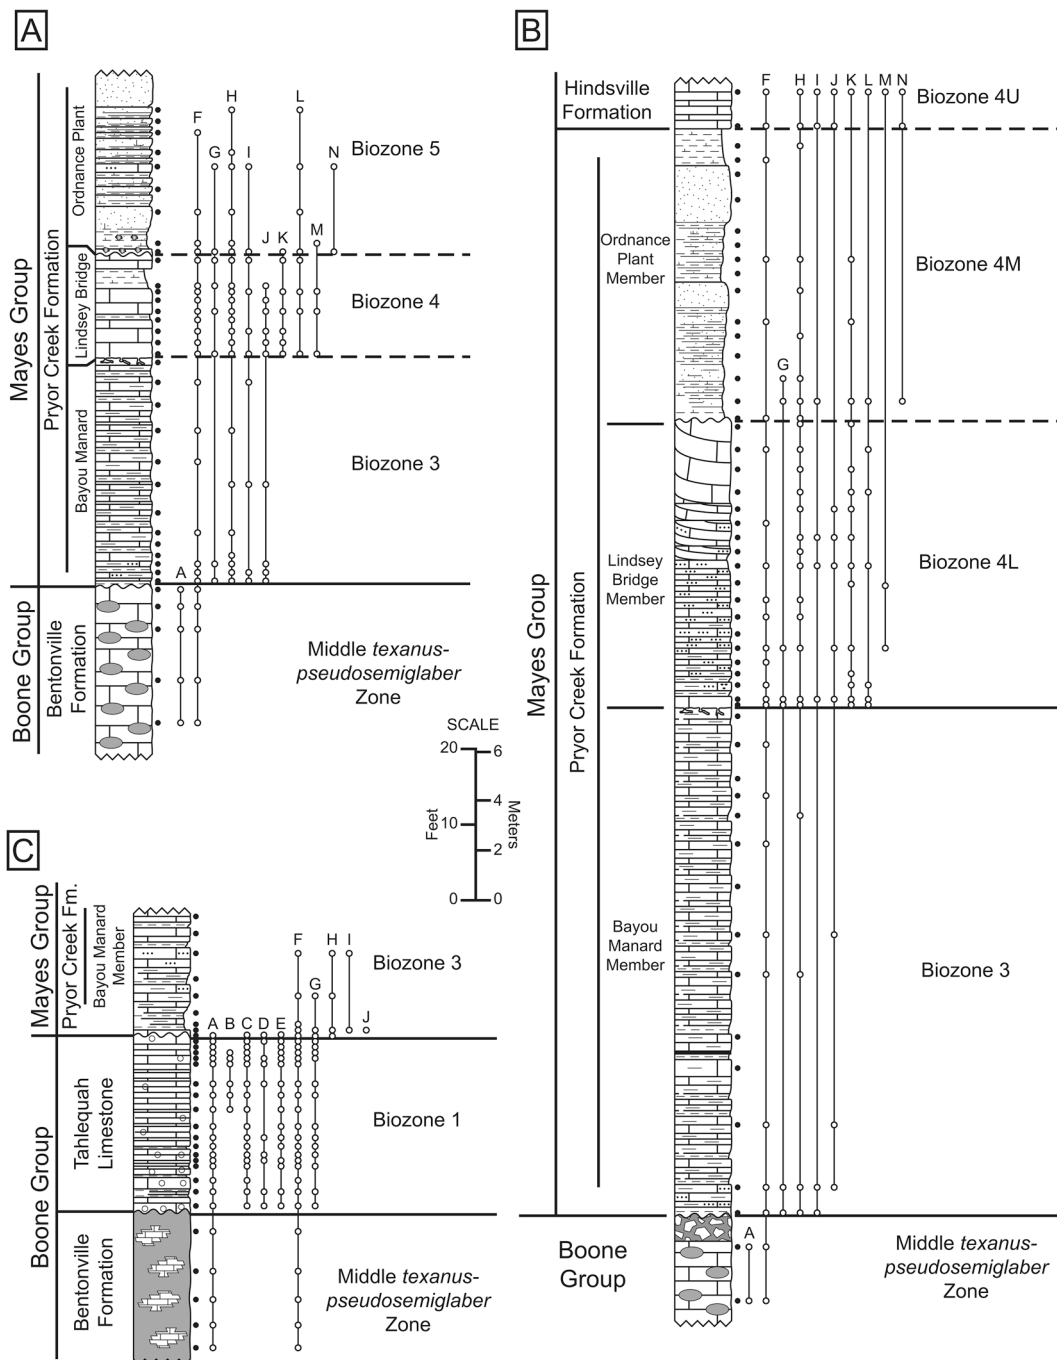 A
Mayes Group
Pryor Creek Formation
Ordnance Plant
Lindsey Bridge
Bayou Manard
Boone Group
Bentonville
Formation
A
F
G
H
I
J
K
L
M
N
Biozone 5
Biozone 4
Biozone 3
Middle texanus-
pseudosemiglaber
Zone
SCALE
20
10
0
Feet
6
4
2
0
Meters
B
Hindsville
Formation
Mayes Group
Pryor Creek Formation
Ordnance
Plant
Member
Lindsey
Bridge
Member
Bayou
Manard
Member
Boone
Group
F
H
I
J
K
L
M
N
G
A
Biozone 4U
Biozone 4M
Biozone 4L
Biozone 3
Middle texanus-
pseudosemiglaber
Zone
C
Mayes Group
Pryor Creek Fm.
Bayou Manard
Member
Boone Group
Tahlequah
Limestone
Bentonville
Formation
A
B
C
D
E
F
G
H
I
J
Biozone 3
Biozone 1
Middle texanus-
pseudosemiglaber
Zone